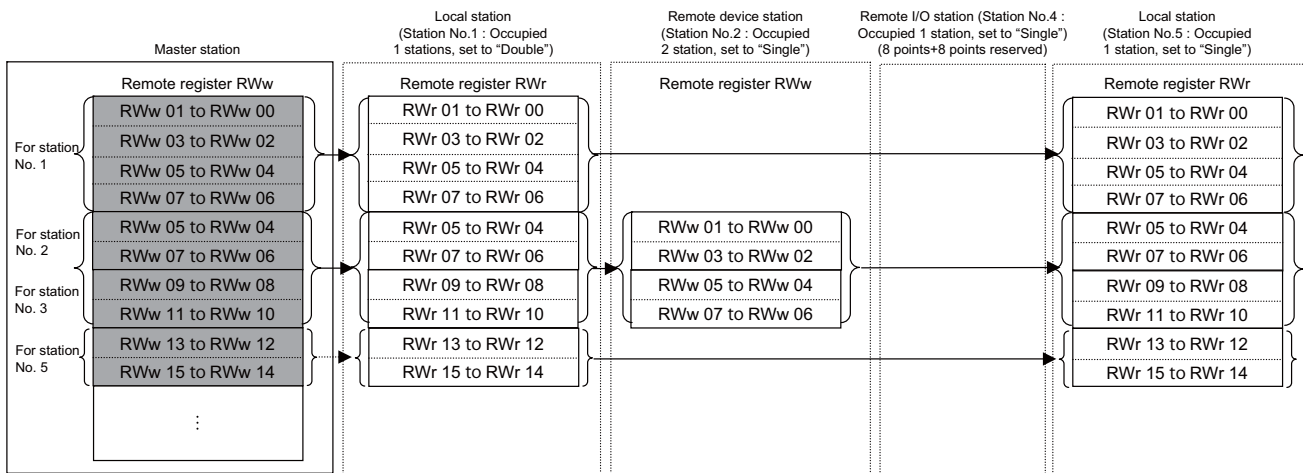 Master station
Local station
(Station No.1 : Occupied
1 stations, set to “Double”)
Remote device station
(Station No.2 : Occupied
2 station, set to “Single”)
Remote I/O station (Station No.4 :
Occupied 1 station, set to “Single”)
(8 points+8 points reserved)
Local station
(Station No.5 : Occupied
1 station, set to “Single”)
Remote register RWw
Remote register RWr
Remote register RWw
Remote register RWr
For station
No. 1
RWw 01 to RWw 00
RWw 03 to RWw 02
RWw 05 to RWw 04
RWw 07 to RWw 06
For station
No. 2
RWw 05 to RWw 04
RWw 07 to RWw 06
For station
No. 3
RWw 09 to RWw 08
RWw 11 to RWw 10
For station
No. 5
RWw 13 to RWw 12
RWw 15 to RWw 14
⋮
RWr 01 to RWr 00
RWr 03 to RWr 02
RWr 05 to RWr 04
RWr 07 to RWr 06
RWr 05 to RWr 04
RWr 07 to RWr 06
RWr 09 to RWr 08
RWr 11 to RWr 10
RWr 13 to RWr 12
RWr 15 to RWr 14
RWw 01 to RWw 00
RWw 03 to RWw 02
RWw 05 to RWw 04
RWw 07 to RWw 06
RWr 01 to RWr 00
RWr 03 to RWr 02
RWr 05 to RWr 04
RWr 07 to RWr 06
RWr 05 to RWr 04
RWr 07 to RWr 06
RWr 09 to RWr 08
RWr 11 to RWr 10
RWr 13 to RWr 12
RWr 15 to RWr 14